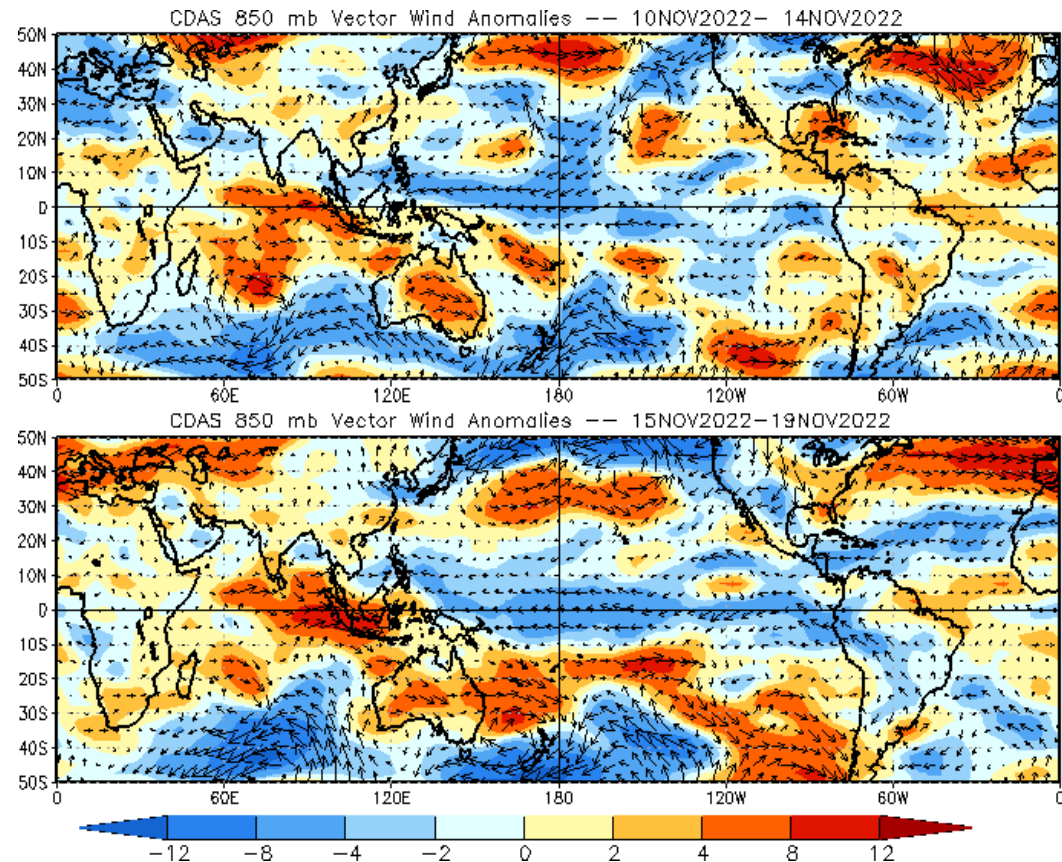 CDAS 850 mb Vector Wind Anomalies -- 10NOV2022- 14NOV2022
50N
40N
30N
20N
10N
0
10S
20S
30S
40S
50S
0 60E 120E 180 120W 60W 0
CDAS 850 mb Vector Wind Anomalies -- 15NOV2022-19NOV2022
50N
40N
30N
20N
10N
0
10S
20S
30S
40S
50S
0 60E 120E 180 120W 60W 0
-12 -8 -4 -2 0 2 4 8 12